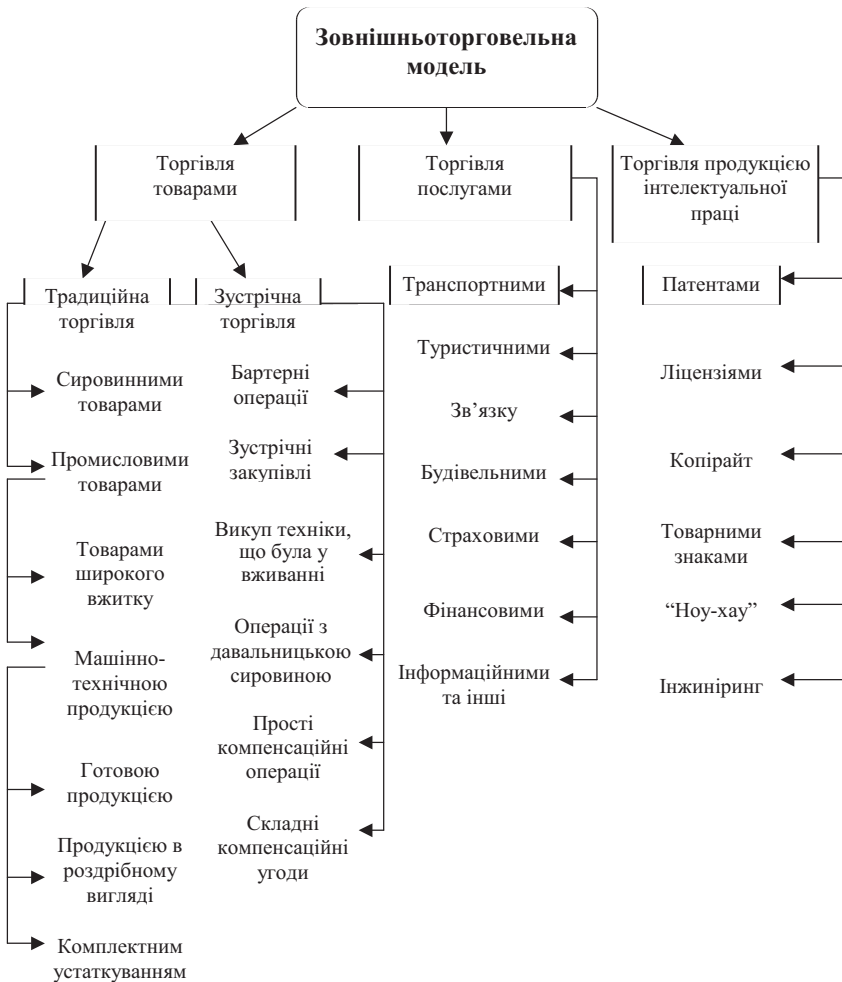 Зовнішньоторговельна
модель
Торгівля
товарами
Торгівля
послугами
Торгівля продукцією
інтелектуальної
праці
Традиційна
торгівля
Зустрічна
торгівля
Транспортними
Патентами
Сировинними
товарами
Промисловими
товарами
Товарами
широкого
вжитку
Машінно-
технічною
продукцією
Готовою
продукцією
Продукцією в
роздрібному
вигляді
Комплектним
устаткуванням
Бартерні
операції
Зустрічні
закупівлі
Викуп техніки,
що була у
вживанні
Операції з
давальницькою
сировиною
Прості
компенсаційні
операції
Складні
компенсаційні
угоди
Туристичними
Зв’язку
Будівельними
Страховими
Фінансовими
Інформаційними
та інші
Ліцензіями
Копірайт
Товарними
знаками
“Ноу-хау”
Інжиніринг